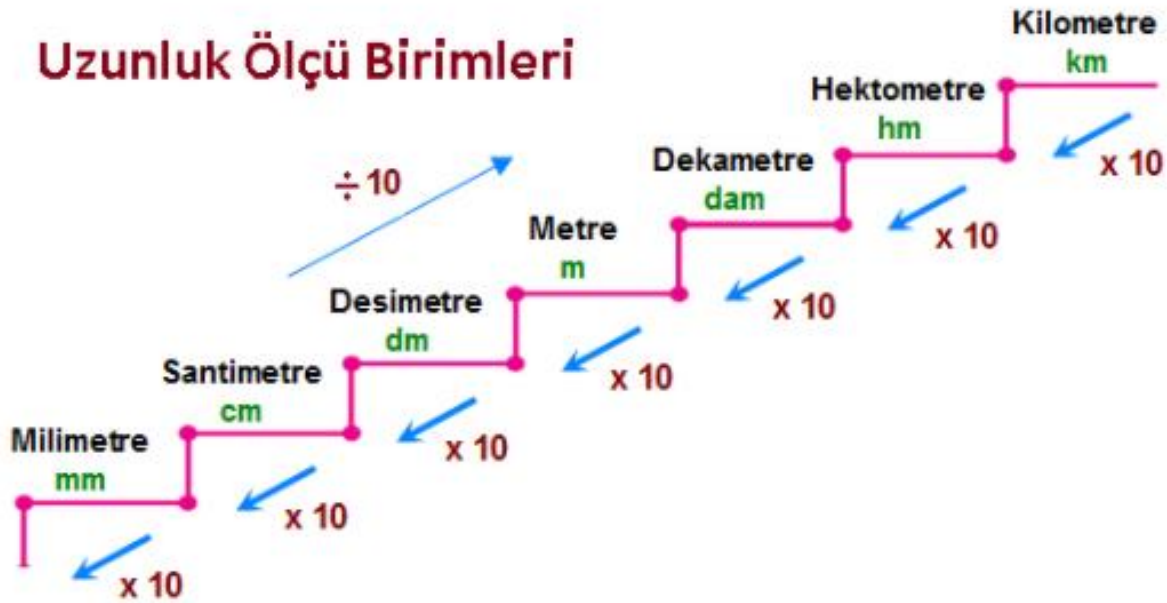 Uzunluk Ölçü Birimleri
Kilometre
km
Hektometre
hm
x 10
Dekametre
dam
x 10
÷ 10
Metre
m
x 10
Desimetre
dm
x 10
Santimetre
cm
x 10
Milimetre
mm
x 10
x 10